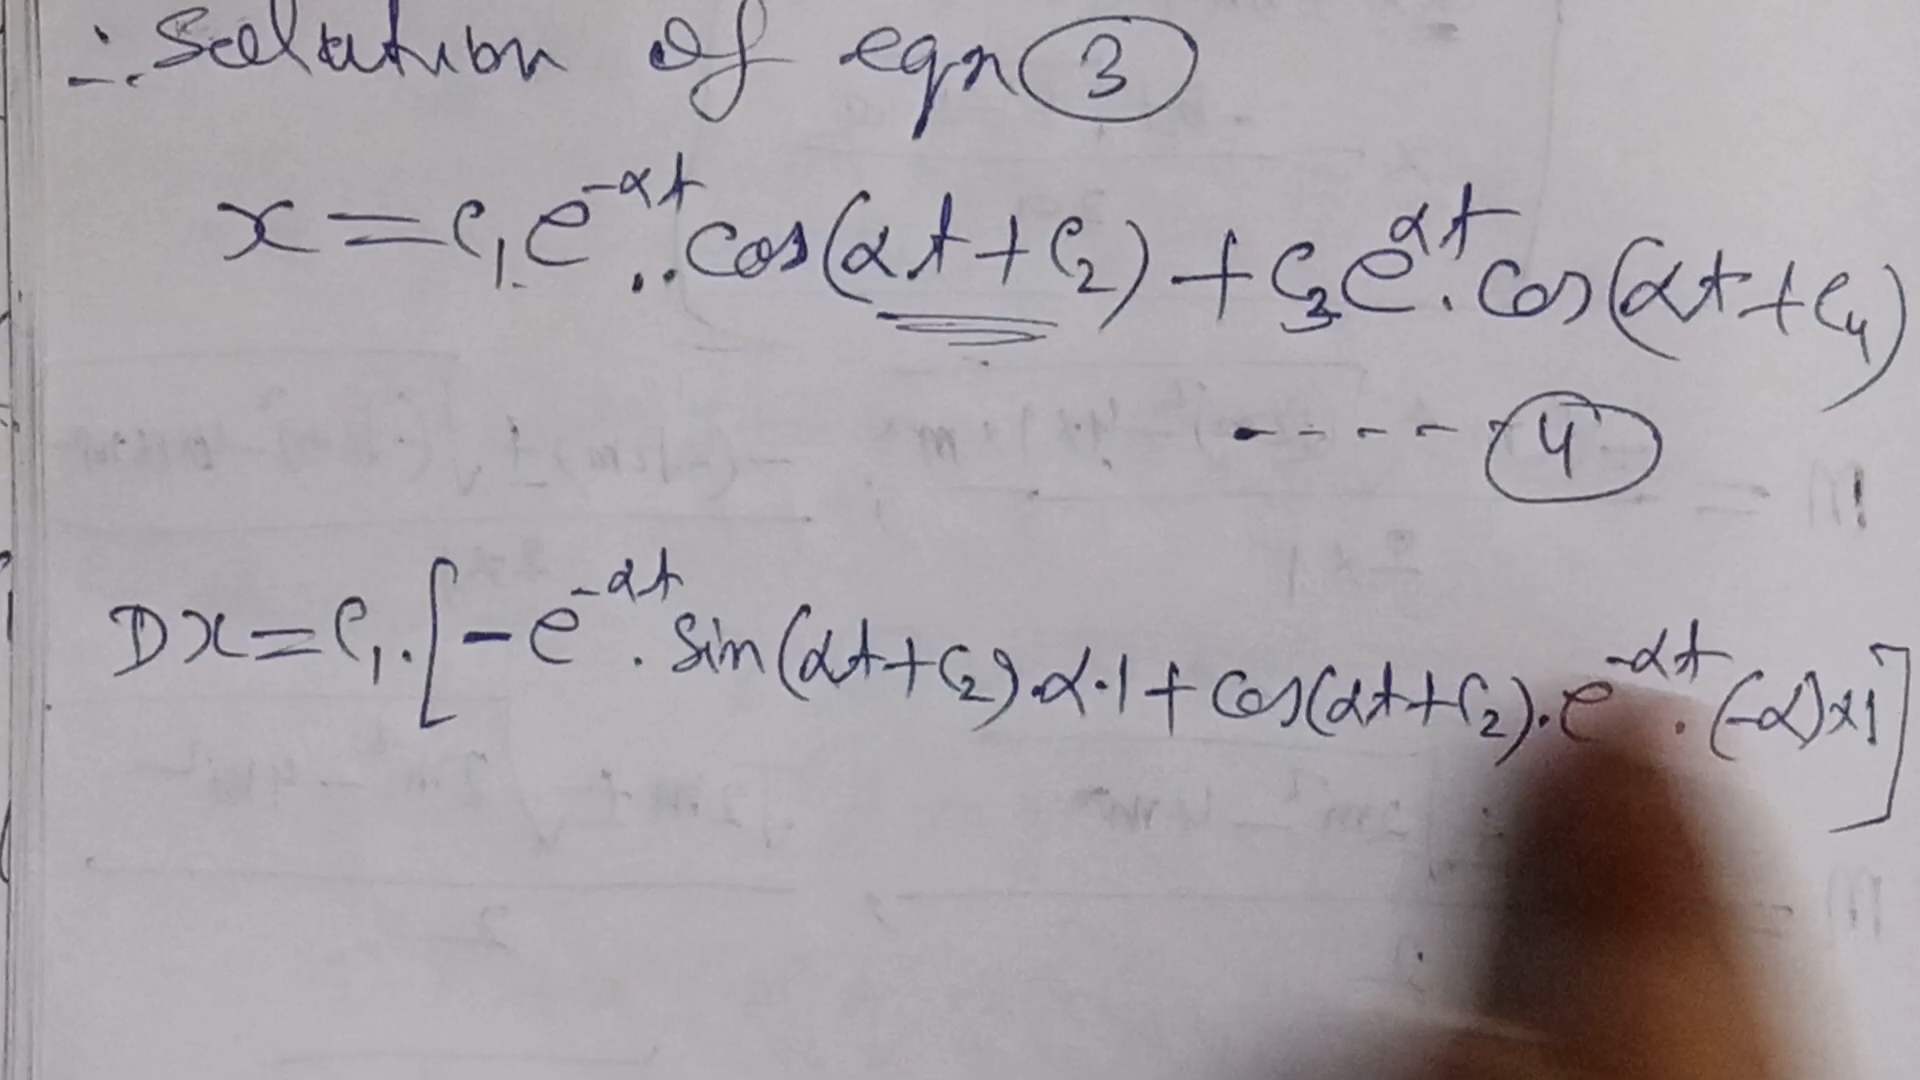 ∴ Solution of eqn ③
x = c₁e^{-αt}. cos(αt+c₂) + c₃e^{αt}. cos(αt+c₄)
---- ④
Dx = c₁.[-e^{-αt}. sin(αt+c₂).α.1 + cos(αt+c₂).e^{-αt}.(-α)x1]